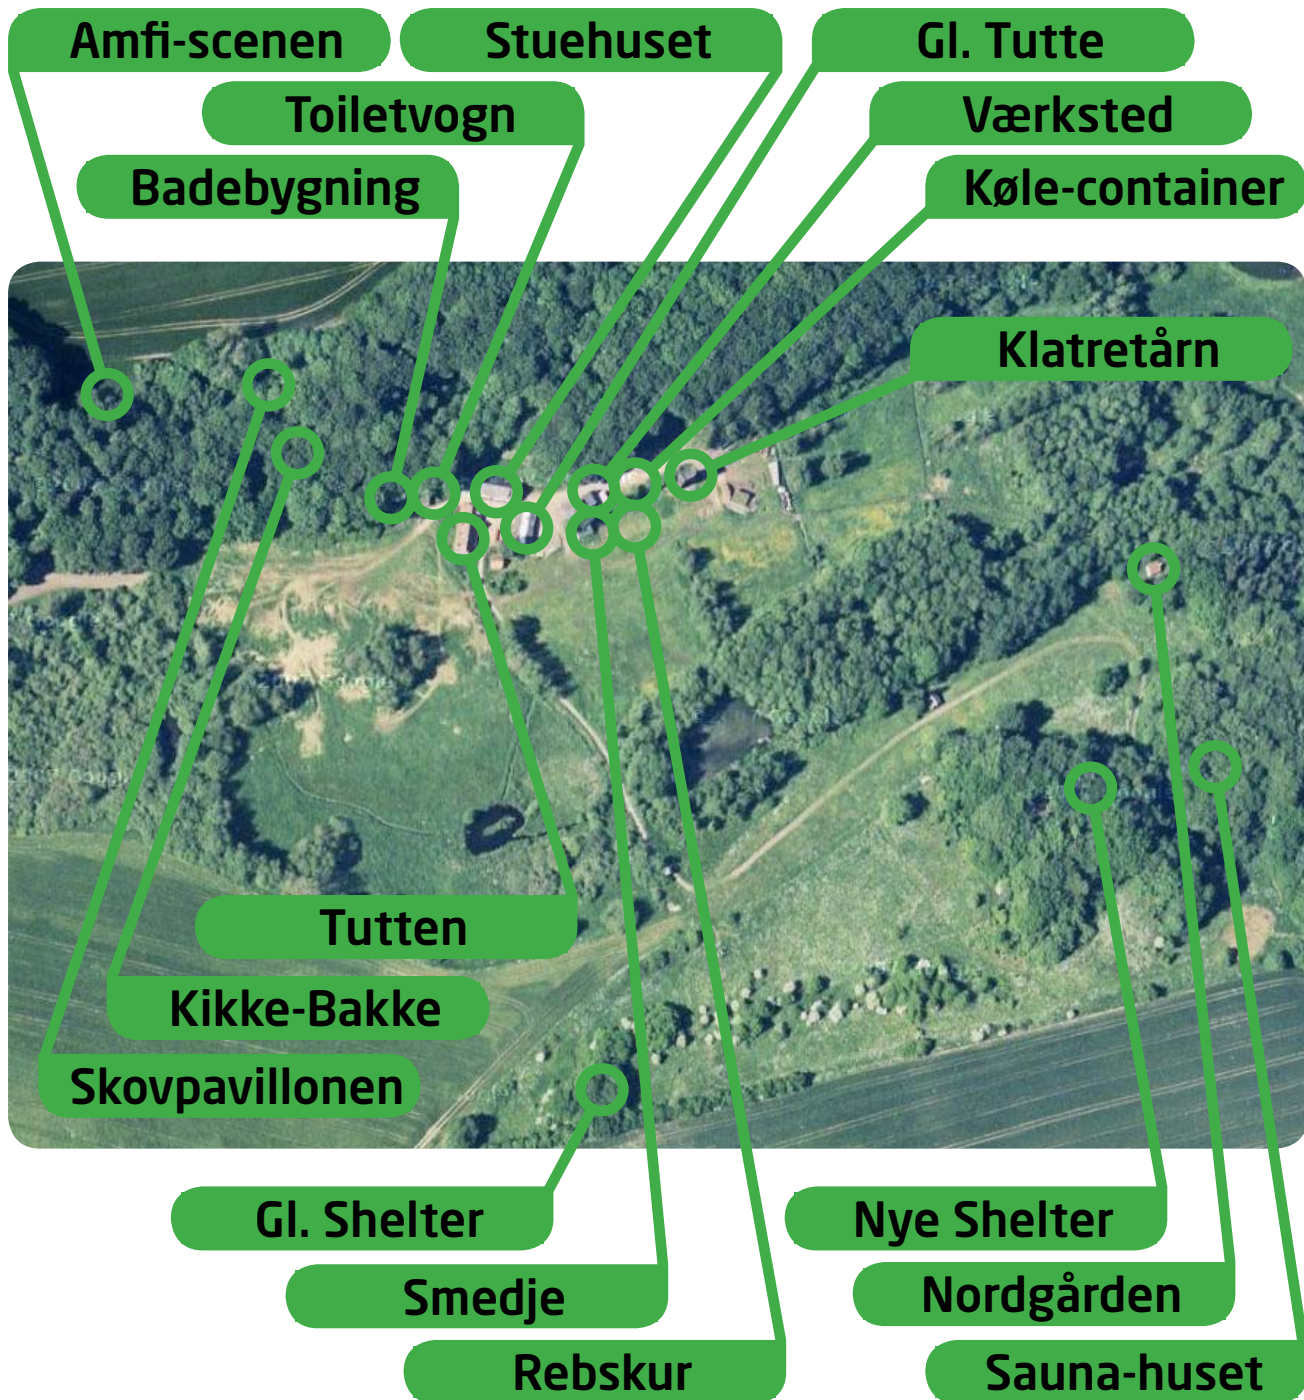 Amfi-scenen
Stuehuset
Gl. Tutte
Toiletvogn
Værksted
Badebygning
Køle-container
Klatretårn
Tutten
Kikke-Bakke
Skovpavillonen
Gl. Shelter
Nye Shelter
Smedje
Nordgården
Rebskur
Sauna-huset